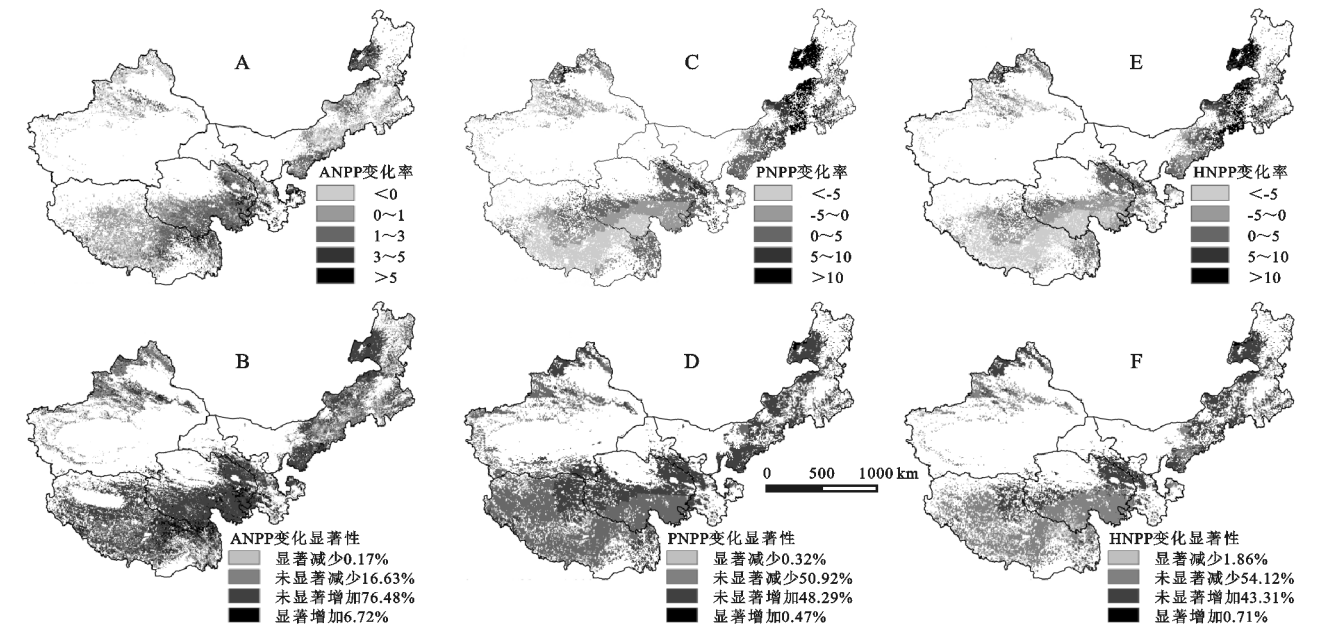 A
ANPP变化率
<0
0～1
1～3
3～5
>5
C
PNPP变化率
<-5
-5～0
0～5
5～10
>10
E
HNPP变化率
<-5
-5～0
0～5
5～10
>10
B
ANPP变化显著性
显著减少0.17%
未显著减少16.63%
未显著增加76.48%
显著增加6.72%
D
0 500 1000 km
PNPP变化显著性
显著减少0.32%
未显著减少50.92%
未显著增加48.29%
显著增加0.47%
F
HNPP变化显著性
显著减少1.86%
未显著减少54.12%
未显著增加43.31%
显著增加0.71%